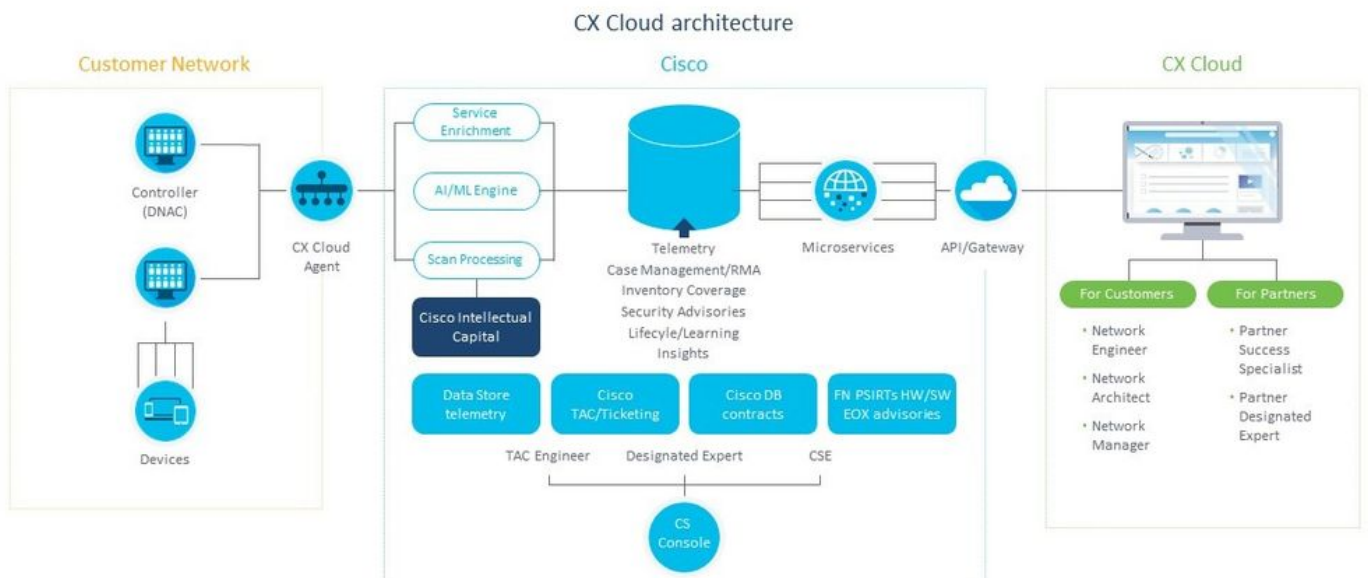 CX Cloud architecture
Customer Network
Controller
(DNAC)
Devices
CX Cloud
Agent
Cisco
Service
Enrichment
AI/ML Engine
Scan Processing
Cisco Intellectual
Capital
Telemetry
Case Management/RMA
Inventory Coverage
Security Advisories
Lifecyle/Learning
Insights
Microservices
API/Gateway
Data Store
telemetry
Cisco
TAC/Ticketing
Cisco DB
contracts
FN PSIRTs HW/SW
EOX advisories
TAC Engineer
Designated Expert
CSE
CS
Console
CX Cloud
For Customers
• Network
Engineer
• Network
Architect
• Network
Manager
For Partners
• Partner
Success
Specialist
• Partner
Designated
Expert